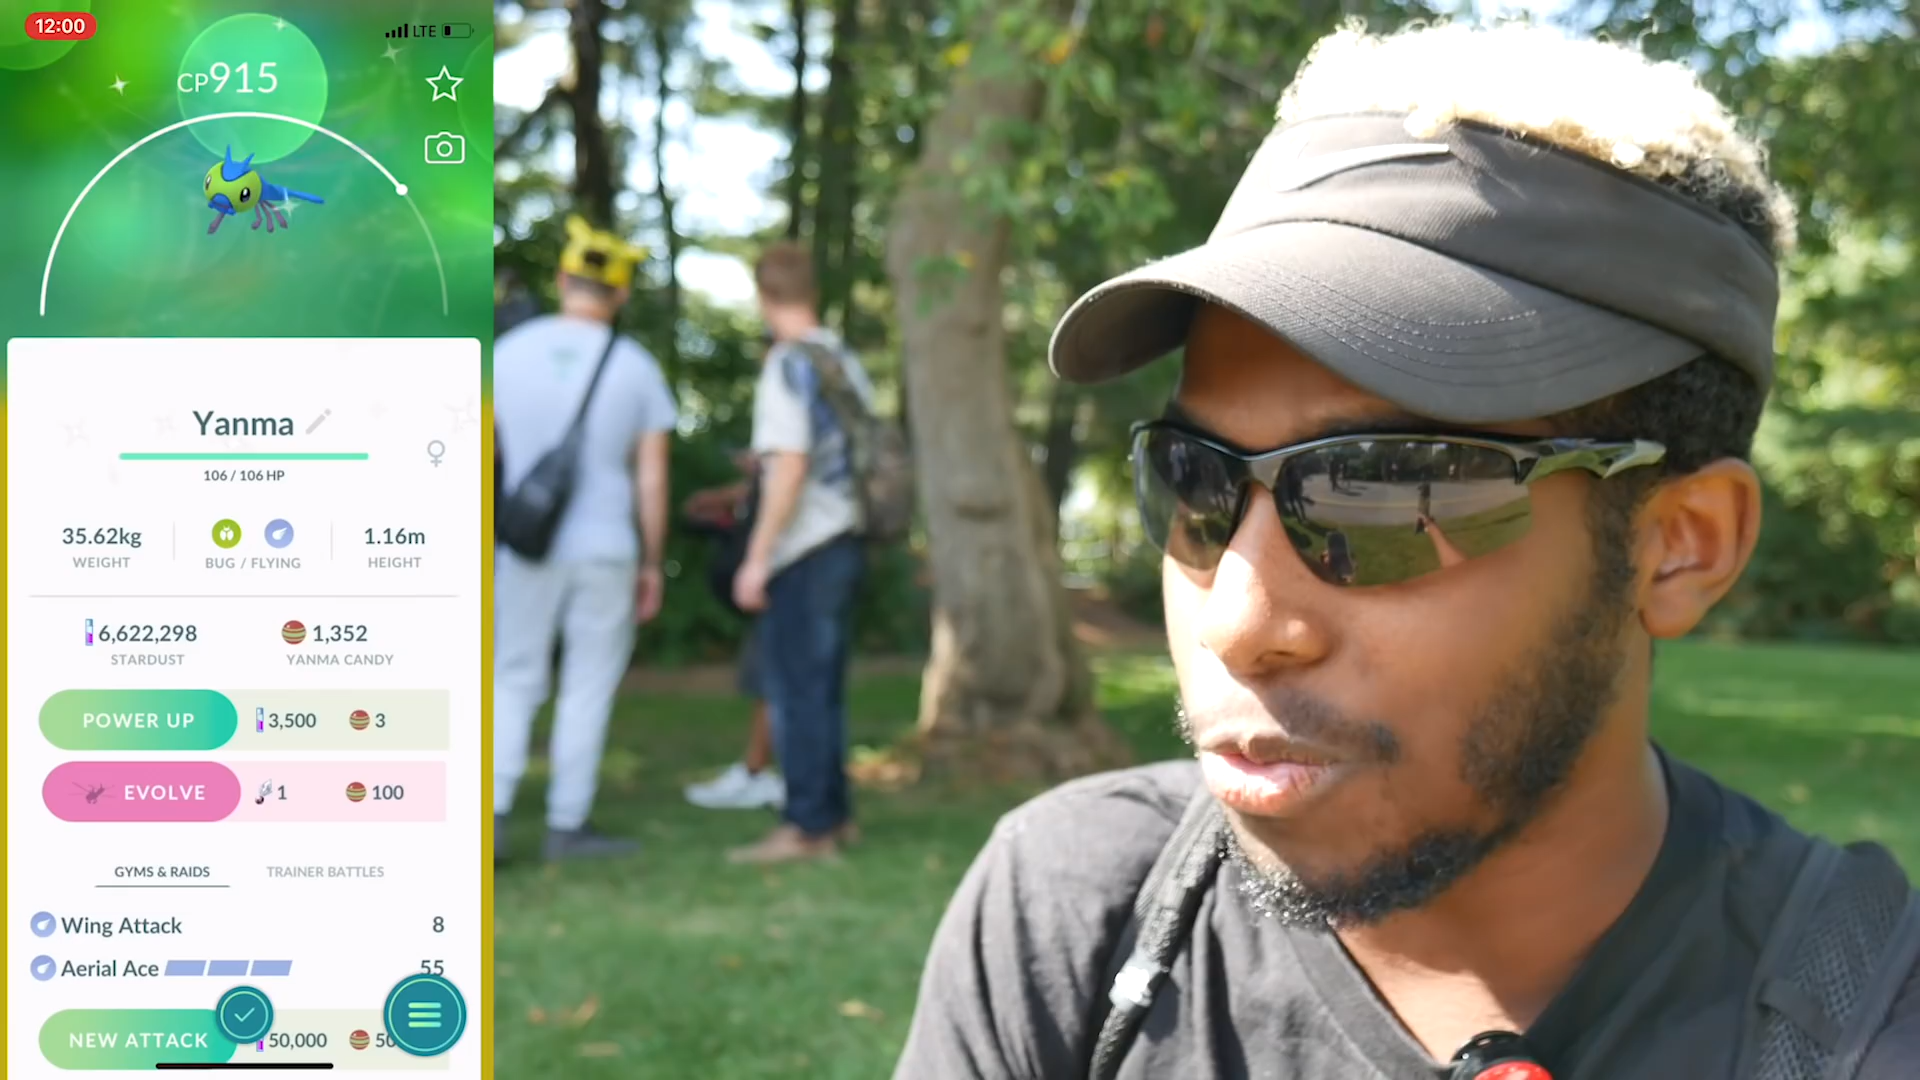 12:00
LTE
CP915
Yanma
106 / 106 HP
35.62kg
WEIGHT
BUG / FLYING
1.16m
HEIGHT
6,622,298
STARDUST
1,352
YANMA CANDY
POWER UP
3,500
3
EVOLVE
1
100
GYMS & RAIDS
TRAINER BATTLES
Wing Attack
8
Aerial Ace
55
NEW ATTACK
50,000